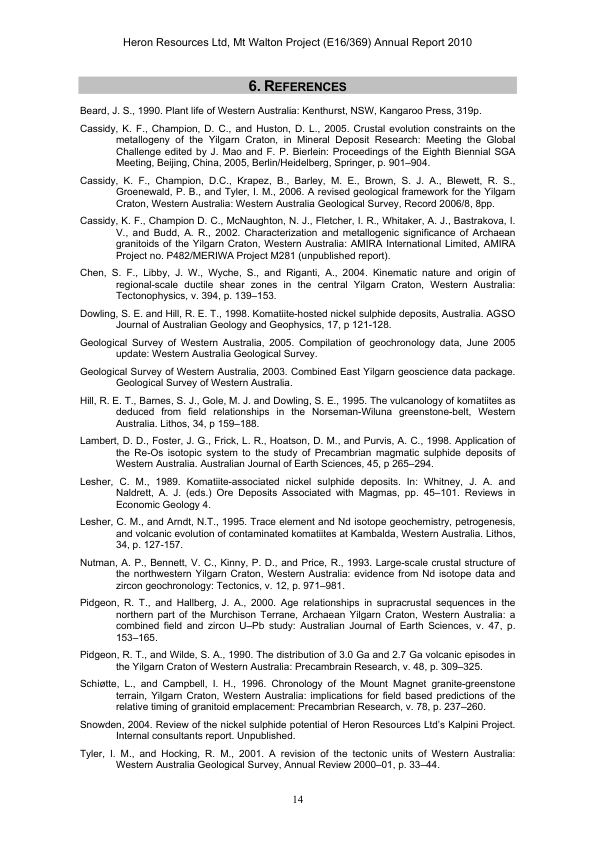 Heron Resources Ltd, Mt Walton Project (E16/369) Annual Report 2010
6. REFERENCES
Beard, J. S., 1990. Plant life of Western Australia: Kenthurst, NSW, Kangaroo Press, 319p.
Cassidy, K. F., Champion, D. C., and Huston, D. L., 2005. Crustal evolution constraints on the
metallogeny of the Yilgarn Craton, in Mineral Deposit Research: Meeting the Global
Challenge edited by J. Mao and F. P. Bierlein: Proceedings of the Eighth Biennial SGA
Meeting, Beijing, China, 2005, Berlin/Heidelberg, Springer, p. 901–904.
Cassidy, K. F., Champion, D.C., Krapez, B., Barley, M. E., Brown, S. J. A., Blewett, R. S.,
Groenewald, P. B., and Tyler, I. M., 2006. A revised geological framework for the Yilgarn
Craton, Western Australia: Western Australia Geological Survey, Record 2006/8, 8pp.
Cassidy, K. F., Champion D. C., McNaughton, N. J., Fletcher, I. R., Whitaker, A. J., Bastrakova, I.
V., and Budd, A. R., 2002. Characterization and metallogenic significance of Archaean
granitoids of the Yilgarn Craton, Western Australia: AMIRA International Limited, AMIRA
Project no. P482/MERIWA Project M281 (unpublished report).
Chen, S. F., Libby, J. W., Wyche, S., and Riganti, A., 2004. Kinematic nature and origin of
regional-scale ductile shear zones in the central Yilgarn Craton, Western Australia:
Tectonophysics, v. 394, p. 139–153.
Dowling, S. E. and Hill, R. E. T., 1998. Komatiite-hosted nickel sulphide deposits, Australia. AGSO
Journal of Australian Geology and Geophysics, 17, p 121-128.
Geological Survey of Western Australia, 2005. Compilation of geochronology data, June 2005
update: Western Australia Geological Survey.
Geological Survey of Western Australia, 2003. Combined East Yilgarn geoscience data package.
Geological Survey of Western Australia.
Hill, R. E. T., Barnes, S. J., Gole, M. J. and Dowling, S. E., 1995. The vulcanology of komatiites as
deduced from field relationships in the Norseman-Wiluna greenstone-belt, Western
Australia. Lithos, 34, p 159–188.
Lambert, D. D., Foster, J. G., Frick, L. R., Hoatson, D. M., and Purvis, A. C., 1998. Application of
the Re-Os isotopic system to the study of Precambrian magmatic sulphide deposits of
Western Australia. Australian Journal of Earth Sciences, 45, p 265–294.
Lesher, C. M., 1989. Komatiite-associated nickel sulphide deposits. In: Whitney, J. A. and
Naldrett, A. J. (eds.) Ore Deposits Associated with Magmas, pp. 45–101. Reviews in
Economic Geology 4.
Lesher, C. M., and Arndt, N.T., 1995. Trace element and Nd isotope geochemistry, petrogenesis,
and volcanic evolution of contaminated komatiites at Kambalda, Western Australia. Lithos,
34, p. 127-157.
Nutman, A. P., Bennett, V. C., Kinny, P. D., and Price, R., 1993. Large-scale crustal structure of
the northwestern Yilgarn Craton, Western Australia: evidence from Nd isotope data and
zircon geochronology: Tectonics, v. 12, p. 971–981.
Pidgeon, R. T., and Hallberg, J. A., 2000. Age relationships in supracrustal sequences in the
northern part of the Murchison Terrane, Archaean Yilgarn Craton, Western Australia: a
combined field and zircon U–Pb study: Australian Journal of Earth Sciences, v. 47, p.
153–165.
Pidgeon, R. T., and Wilde, S. A., 1990. The distribution of 3.0 Ga and 2.7 Ga volcanic episodes in
the Yilgarn Craton of Western Australia: Precambrain Research, v. 48, p. 309–325.
Schiøtte, L., and Campbell, I. H., 1996. Chronology of the Mount Magnet granite-greenstone
terrain, Yilgarn Craton, Western Australia: implications for field based predictions of the
relative timing of granitoid emplacement: Precambrian Research, v. 78, p. 237–260.
Snowden, 2004. Review of the nickel sulphide potential of Heron Resources Ltd's Kalpini Project.
Internal consultants report. Unpublished.
Tyler, I. M., and Hocking, R. M., 2001. A revision of the tectonic units of Western Australia:
Western Australia Geological Survey, Annual Review 2000–01, p. 33–44.
14